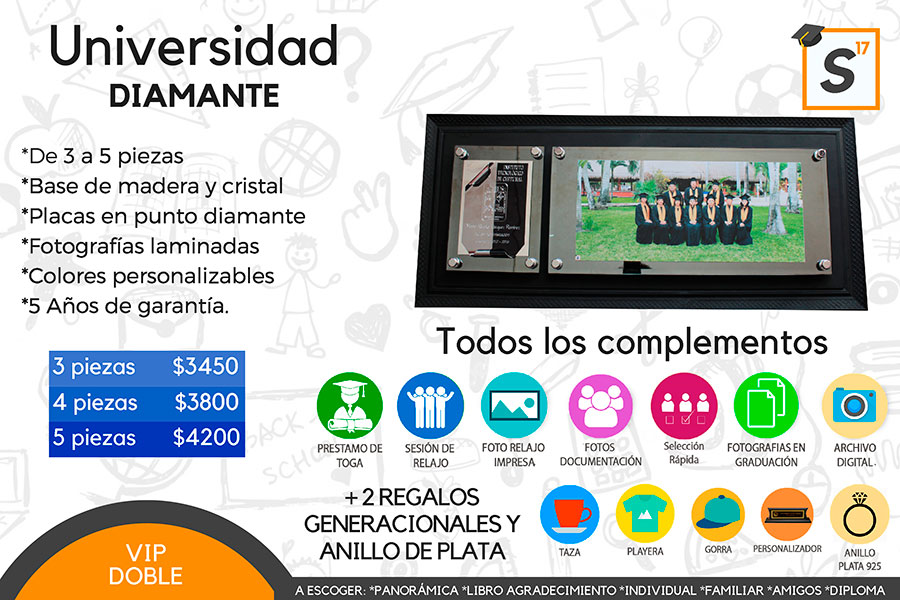 Universidad
DIAMANTE
S 17
*De 3 a 5 piezas
*Base de madera y cristal
*Placas en punto diamante
*Fotografías laminadas
*Colores personalizables
*5 Años de garantía.
INSTITUTO
TECNOLÓGICO
3 piezas $3450
4 piezas $3800
5 piezas $4200
Todos los complementos
PRESTAMO DE
TOGA
SESIÓN DE
RELAJO
FOTO RELAJO
IMPRESA
FOTOS
DOCUMENTACIÓN
Selección
Rápida
FOTOGRAFIAS EN
GRADUACIÓN
ARCHIVO
DIGITAL.
+ 2 REGALOS
GENERACIONALES Y
ANILLO DE PLATA
TAZA
PLAYERA
GORRA
PERSONALIZADOR
ANILLO
PLATA 925
VIP
DOBLE
A ESCOGER: *PANORÁMICA *LIBRO AGRADECIMIENTO *INDIVIDUAL *FAMILIAR *AMIGOS *DIPLOMA